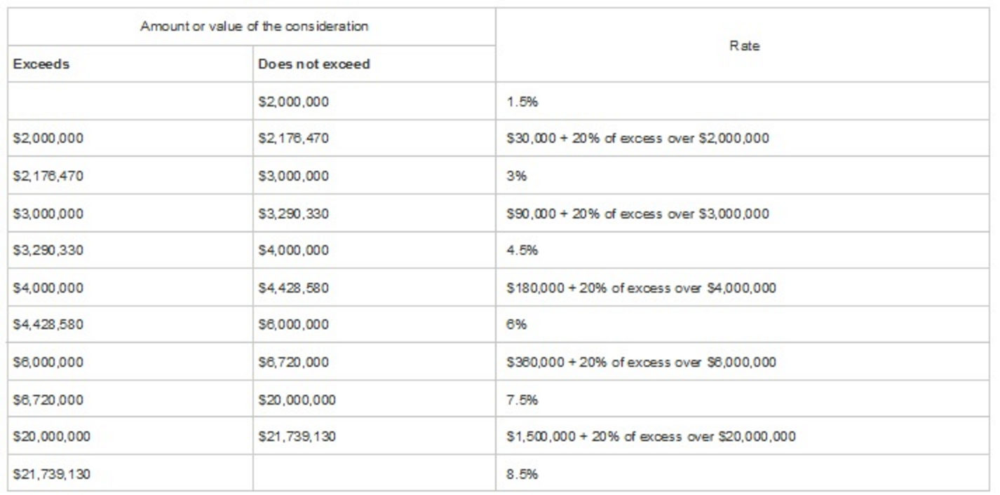 Amount or value of the consideration
Rate
Exceeds Does not exceed
$2,000,000 1.5%
$2,000,000 $2,176,470 $30,000 + 20% of excess over $2,000,000
$2,176,470 $3,000,000 3%
$3,000,000 $3,290,330 $90,000 + 20% of excess over $3,000,000
$3,290,330 $4,000,000 4.5%
$4,000,000 $4,428,580 $180,000 + 20% of excess over $4,000,000
$4,428,580 $6,000,000 6%
$6,000,000 $6,720,000 $360,000 + 20% of excess over $6,000,000
$6,720,000 $20,000,000 7.5%
$20,000,000 $21,739,130 $1,500,000 + 20% of excess over $20,000,000
$21,739,130 8.5%